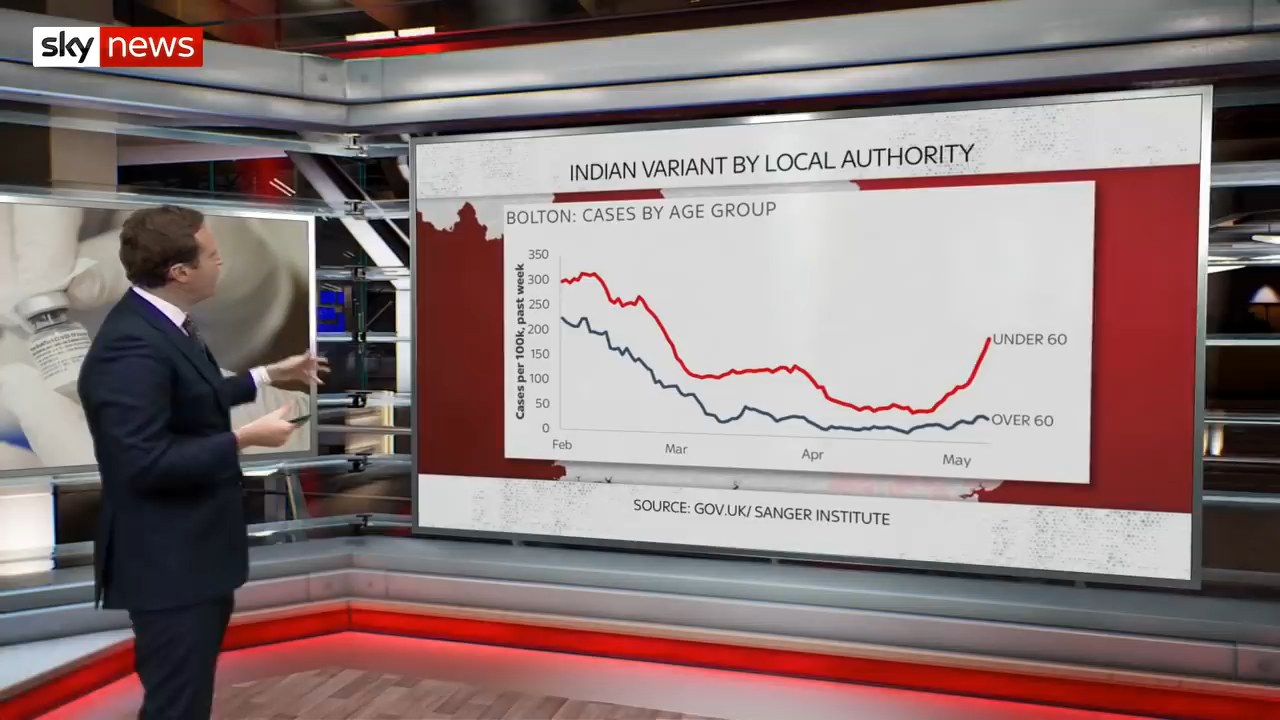 sky news
INDIAN VARIANT BY LOCAL AUTHORITY
BOLTON: CASES BY AGE GROUP
Cases per 100k, past week
350
300
250
200
150
100
50
0
UNDER 60
OVER 60
Feb
Mar
Apr
May
SOURCE: GOV.UK/ SANGER INSTITUTE